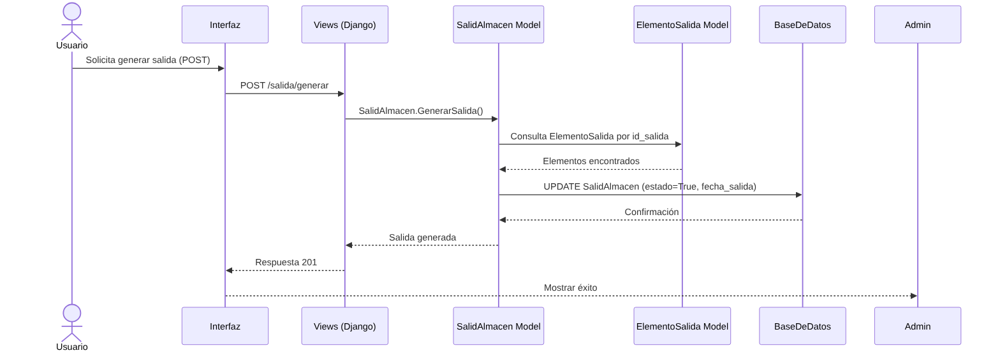 Usuario
Interfaz
Views (Django)
SalidAlmacen Model
ElementoSalida Model
BaseDeDatos
Admin
Solicita generar salida (POST)
POST /salida/generar
SalidAlmacen.GenerarSalida()
Consulta ElementoSalida por id_salida
Elementos encontrados
UPDATE SalidAlmacen (estado=True, fecha_salida)
Confirmación
Salida generada
Respuesta 201
Mostrar éxito
Usuario
Interfaz
Views (Django)
SalidAlmacen Model
ElementoSalida Model
BaseDeDatos
Admin